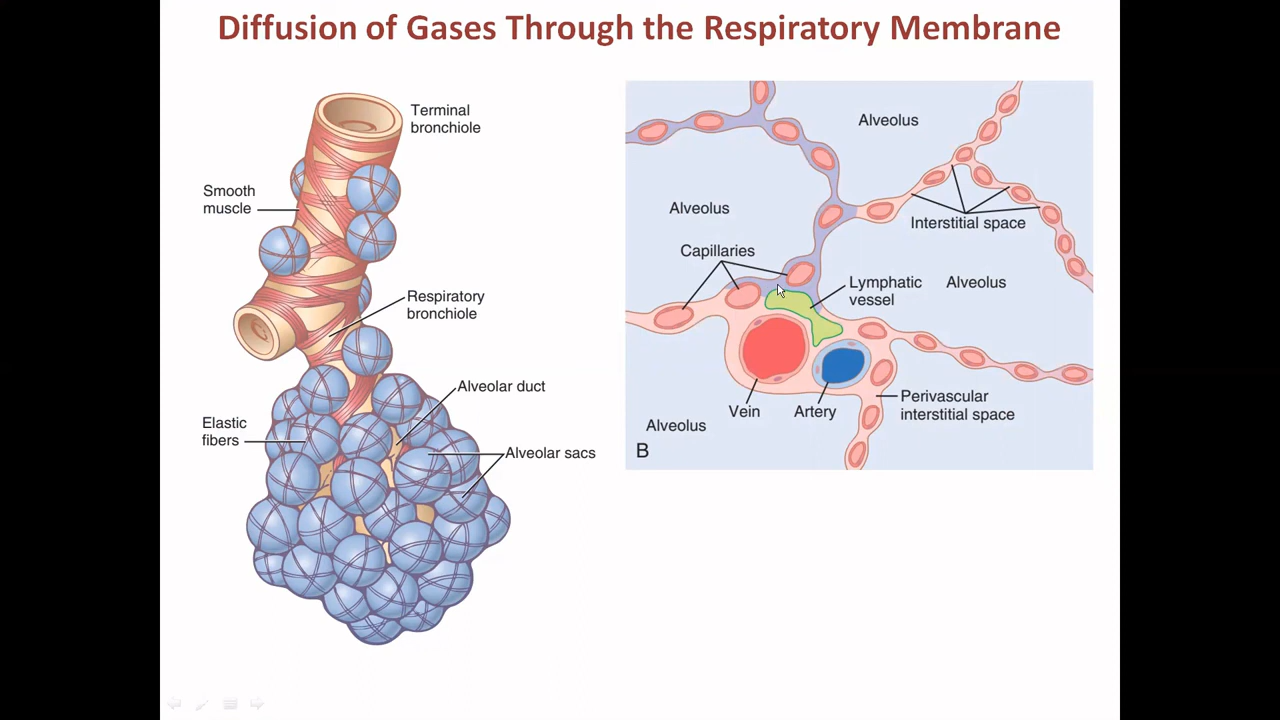 Diffusion of Gases Through the Respiratory Membrane
Terminal
bronchiole
Smooth
muscle
Respiratory
bronchiole
Alveolar duct
Elastic
fibers
Alveolar sacs
Alveolus
Alveolus
Interstitial space
Capillaries
Lymphatic
vessel
Alveolus
Vein
Artery
Perivascular
interstitial space
Alveolus
B